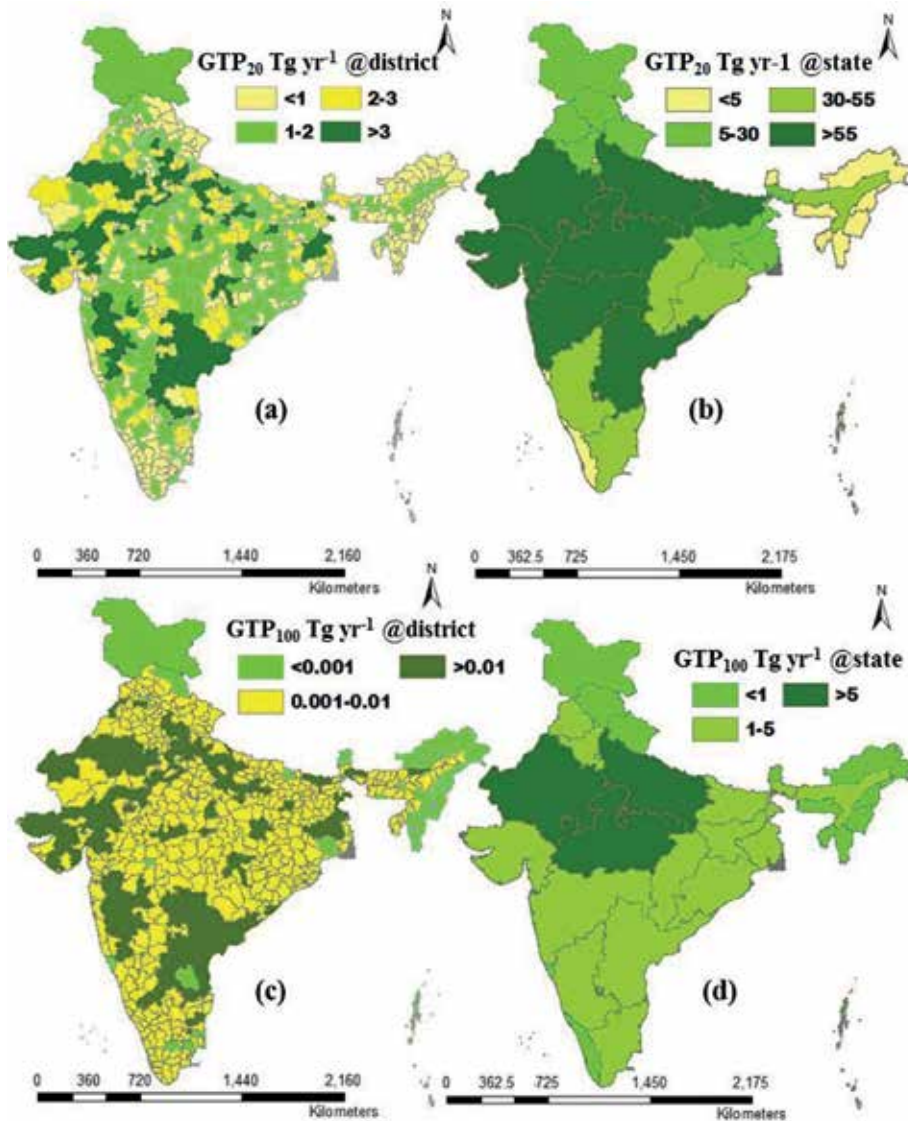 N
GTP₂₀ Tg yr⁻¹ @district
<1 2-3
1-2 >3
(a)
0 360 720 1,440 2,160
Kilometers
N
GTP₂₀ Tg yr-1 @state
<5 30-55
5-30 >55
(b)
0 362.5 725 1,450 2,175
Kilometers
N
GTP₁₀₀ Tg yr⁻¹ @district
<0.001 >0.01
0.001-0.01
(c)
0 360 720 1,440 2,160
Kilometers
N
GTP₁₀₀ Tg yr⁻¹ @state
<1 >5
1-5
(d)
0 362.5 725 1,450 2,175
Kilometers